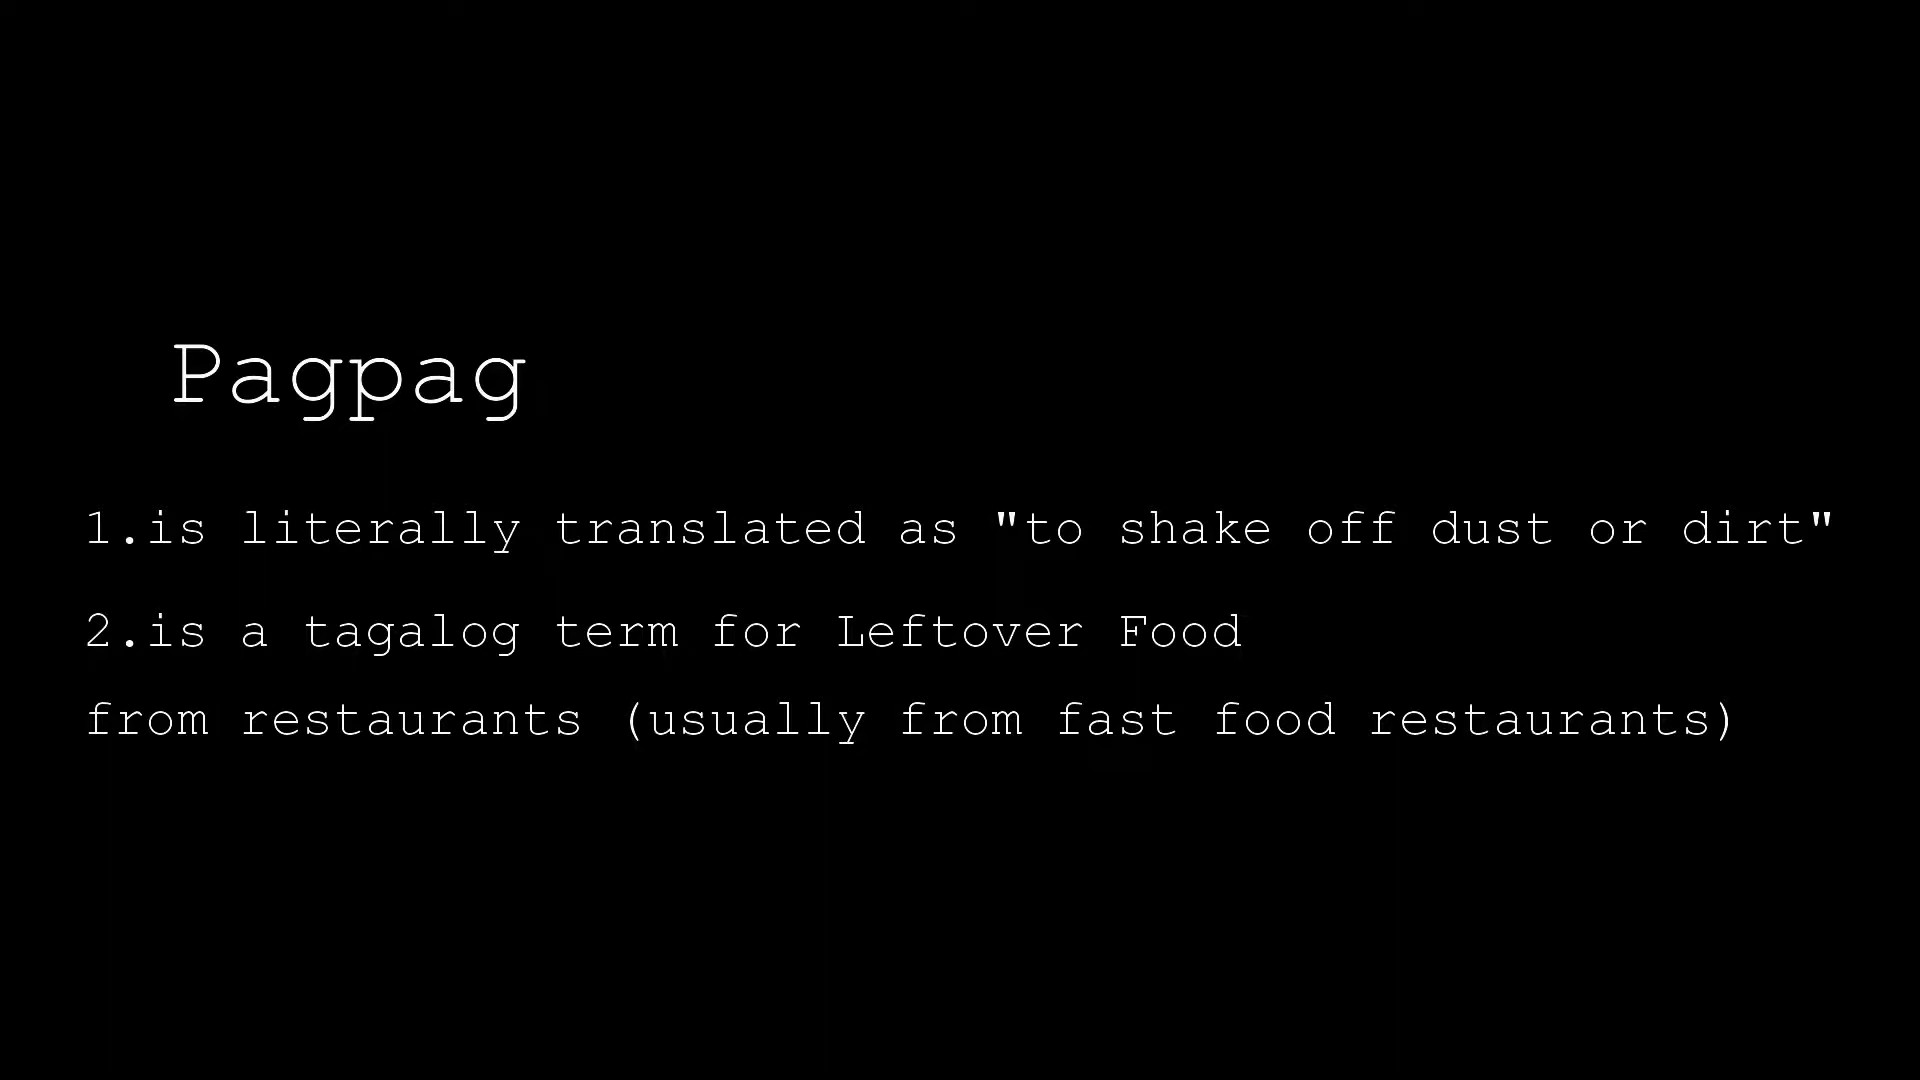 Pagpag
1.is literally translated as "to shake off dust or dirt"
2.is a tagalog term for Leftover Food
from restaurants (usually from fast food restaurants)